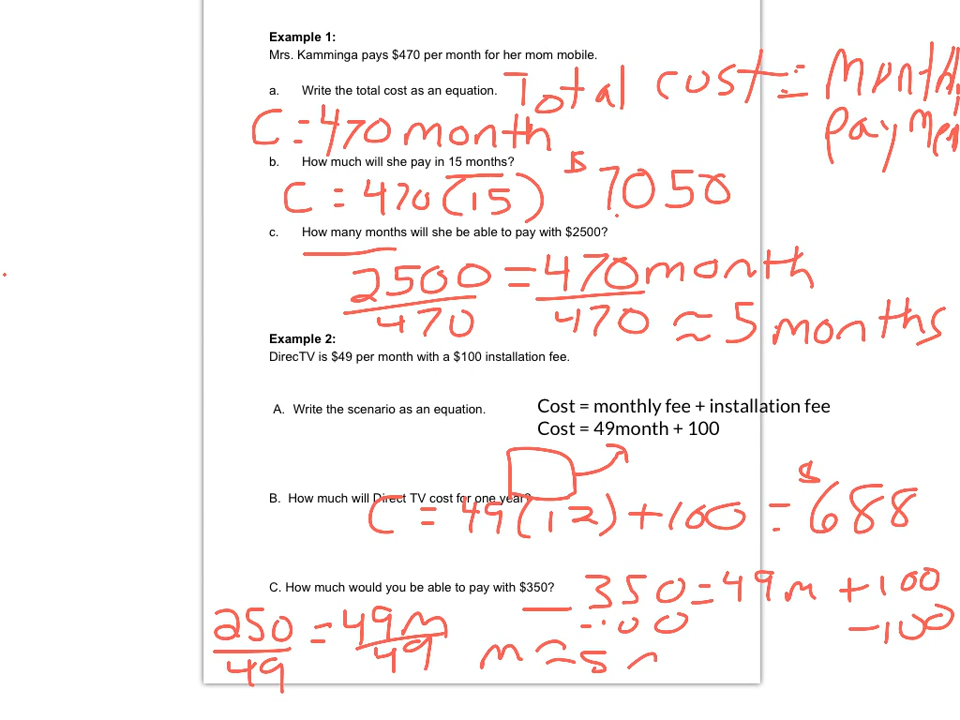 Example 1:
Mrs. Kamminga pays $470 per month for her mom mobile.
a. Write the total cost as an equation.
Total cost = month
payment
C = 470 month
b. How much will she pay in 15 months?
C = 470(15) $7050
c. How many months will she be able to pay with $2500?
2500 = 470 month
470 470 ≈ 5 months
Example 2:
DirecTV is $49 per month with a $100 installation fee.
A. Write the scenario as an equation.
Cost = monthly fee + installation fee
Cost = 49month + 100
B. How much will Direct TV cost for one year?
C = 49(12) + 100 = $688
C. How much would you be able to pay with $350?
350 = 49m + 100
-100 -100
250 = 49m
49 49 m ≈ 5